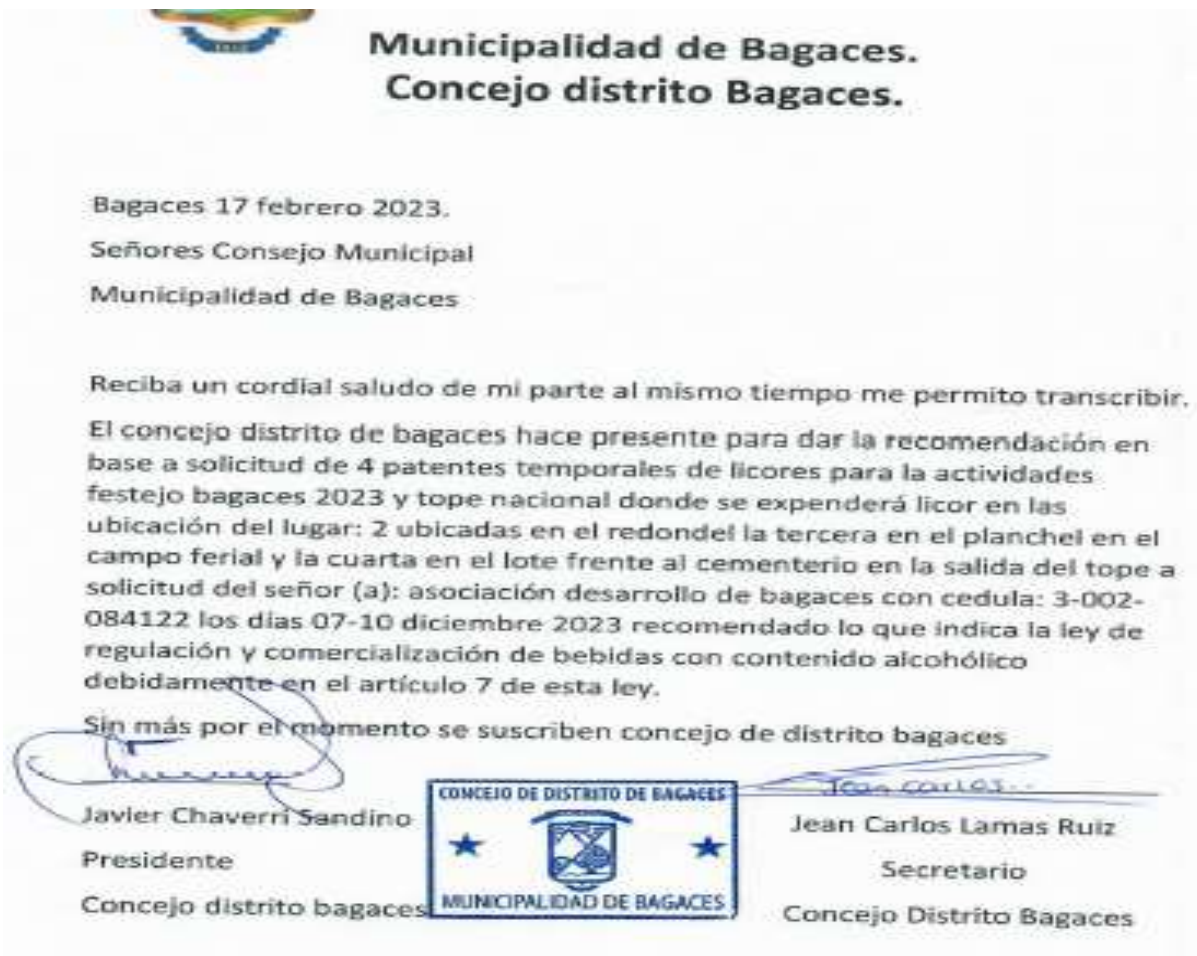 Municipalidad de Bagaces.
Concejo distrito Bagaces.
Bagaces 17 febrero 2023.
Señores Consejo Municipal
Municipalidad de Bagaces
Reciba un cordial saludo de mi parte al mismo tiempo me permito transcribir.
El concejo distrito de bagaces hace presente para dar la recomendación en
base a solicitud de 4 patentes temporales de licores para la actividades
festejo bagaces 2023 y tope nacional donde se expenderá licor en las
ubicación del lugar: 2 ubicadas en el redondel la tercera en el planchel en el
campo ferial y la cuarta en el lote frente al cementerio en la salida del tope a
solicitud del señor (a): asociación desarrollo de bagaces con cedula: 3-002-
084122 los días 07-10 diciembre 2023 recomendado lo que indica la ley de
regulación y comercialización de bebidas con contenido alcohólico
debidamente en el artículo 7 de esta ley.
Sin más por el momento se suscriben concejo de distrito bagaces
Jean Carlos
Javier Chaverri Sandino
Presidente
Concejo distrito bagaces
CONCEJO DE DISTRITO DE BAGACES
MUNICIPALIDAD DE BAGACES
Jean Carlos Lamas Ruiz
Secretario
Concejo Distrito Bagaces